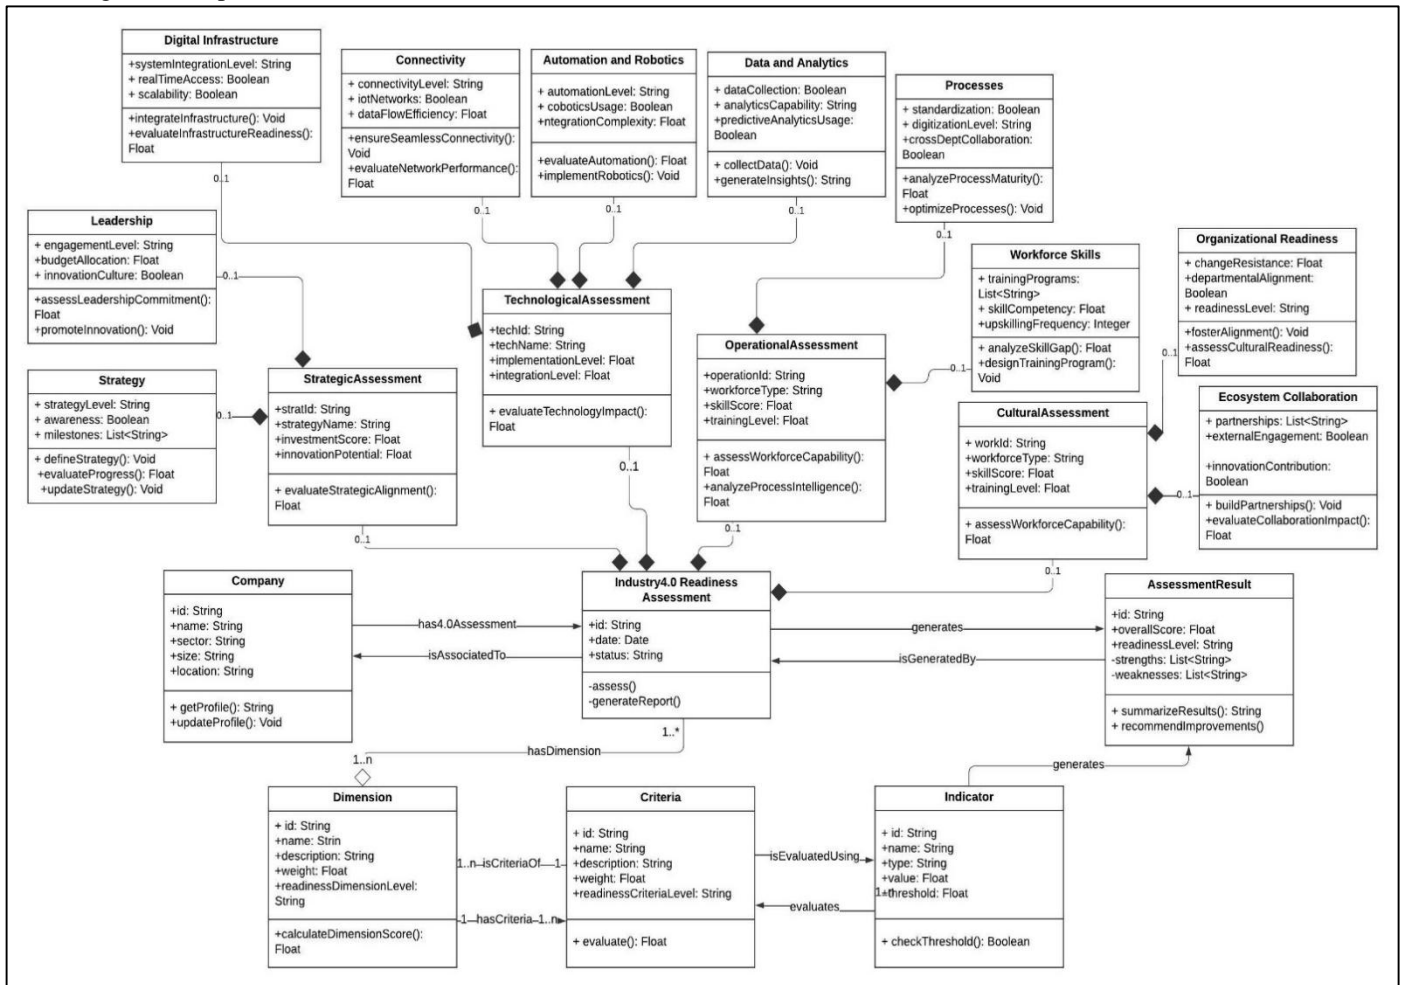 Digital Infrastructure
+systemIntegrationLevel: String
+ realTimeAccess: Boolean
+ scalability: Boolean
+integrateInfrastructure(): Void
+evaluateInfrastructureReadiness():
Float
0..1
Connectivity
+ connectivityLevel: String
+ iotNetworks: Boolean
+ dataFlowEfficiency: Float
+ensureSeamlessConnectivity():
Void
+evaluateNetworkPerformance():
Float
0..1
Automation and Robotics
+ automationLevel: String
+ coboticsUsage: Boolean
+ntegrationComplexity: Float
+evaluateAutomation(): Float
+implementRobotics(): Void
0..1
Data and Analytics
+ dataCollection: Boolean
+ analyticsCapability: String
+predictiveAnalyticsUsage:
Boolean
+ collectData(): Void
+generateInsights(): String
0..1
Processes
+ standardization: Boolean
+ digitizationLevel: String
+crossDeptCollaboration:
Boolean
+analyzeProcessMaturity():
Float
+optimizeProcesses(): Void
0..1
Leadership
+ engagementLevel: String
+budgetAllocation: Float
+ innovationCulture: Boolean
+assessLeadershipCommitment():
Float
+promoteInnovation(): Void
0..1
Strategy
+ strategyLevel: String
+ awareness: Boolean
+ milestones: List<String>
+ defineStrategy(): Void
+evaluateProgress(): Float
+updateStrategy(): Void
0..1
StrategicAssessment
+stratId: String
+strategyName: String
+investmentScore: Float
+innovationPotential: Float
+ evaluateStrategicAlignment():
Float
0..1
TechnologicalAssessment
+techId: String
+techName: String
+implementationLevel: Float
+integrationLevel: Float
+ evaluateTechnologyImpact():
Float
0..1
OperationalAssessment
+operationId: String
+workforceType: String
+skillScore: Float
+trainingLevel: Float
+ assessWorkforceCapability():
Float
+analyzeProcessIntelligence():
Float
0..1
Workforce Skills
+ trainingPrograms:
List<String>
+ skillCompetency: Float
+upskillingFrequency: Integer
+ analyzeSkillGap(): Float
+designTrainingProgram():
Void
0..1
Organizational Readiness
+ changeResistance: Float
+departmentalAlignment:
Boolean
+ readinessLevel: String
+fosterAlignment(): Void
+assessCulturalReadiness():
Float
0..1
CulturalAssessment
+ workId: String
+workforceType: String
+skillScore: Float
+trainingLevel: Float
+ assessWorkforceCapability():
Float
0..1
Ecosystem Collaboration
+ partnerships: List<String>
+externalEngagement: Boolean
+innovationContribution:
Boolean
+ buildPartnerships(): Void
+evaluateCollaborationImpact():
Float
0..1
Company
+id: String
+name: String
+sector: String
+size: String
+location: String
+ getProfile(): String
+updateProfile(): Void
has4.0Assessment
isAssociatedTo
Industry4.0 Readiness
Assessment
+id: String
+date: Date
+status: String
-assess()
-generateReport()
generates
isGeneratedBy
AssessmentResult
+id: String
+overallScore: Float
+readinessLevel: String
-strengths: List<String>
-weaknesses: List<String>
+ summarizeResults(): String
+ recommendImprovements()
1..*
hasDimension
1..n
generates
Dimension
+ id: String
+name: Strin
+description: String
+weight: Float
+readinessDimensionLevel:
String
+calculateDimensionScore():
Float
1..n isCriteriaOf 1
1 hasCriteria 1..n
Criteria
+ id: String
+name: String
+description: String
+weight: Float
+readinessCriteriaLevel: String
+ evaluate(): Float
isEvaluatedUsing
evaluates
Indicator
+ id: String
+name: String
+type: String
+value: Float
+threshold: Float
+ checkThreshold(): Boolean